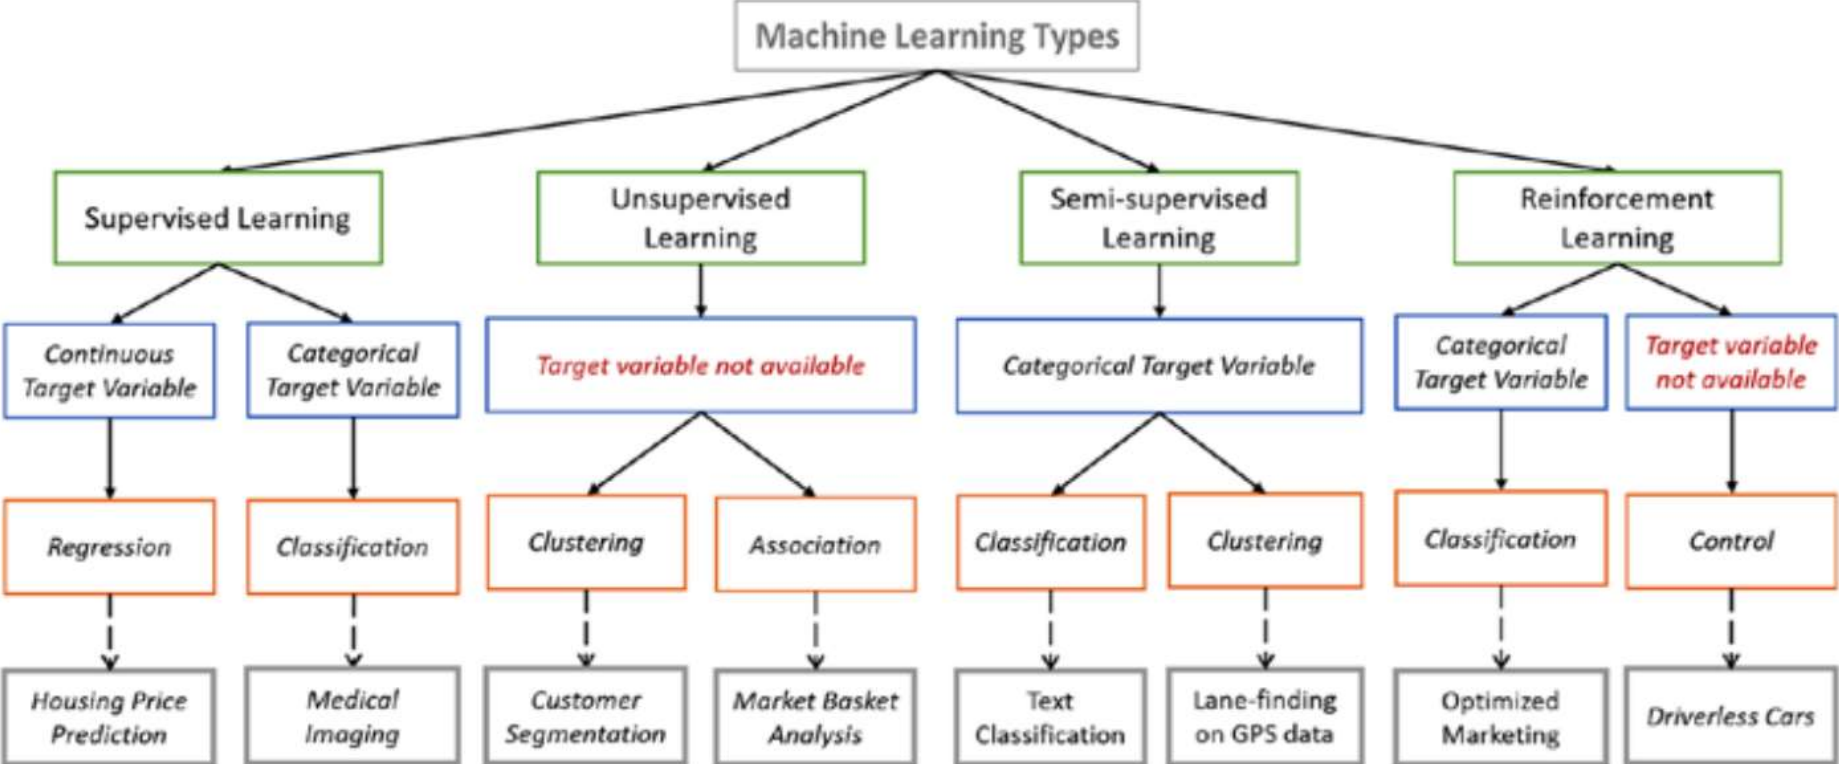 Machine Learning Types
Supervised Learning
Unsupervised
Learning
Semi-supervised
Learning
Reinforcement
Learning
Continuous
Target Variable
Categorical
Target Variable
Target variable not available
Categorical Target Variable
Categorical
Target Variable
Target variable
not available
Regression
Classification
Clustering
Association
Classification
Clustering
Classification
Control
Housing Price
Prediction
Medical
Imaging
Customer
Segmentation
Market Basket
Analysis
Text
Classification
Lane-finding
on GPS data
Optimized
Marketing
Driverless Cars